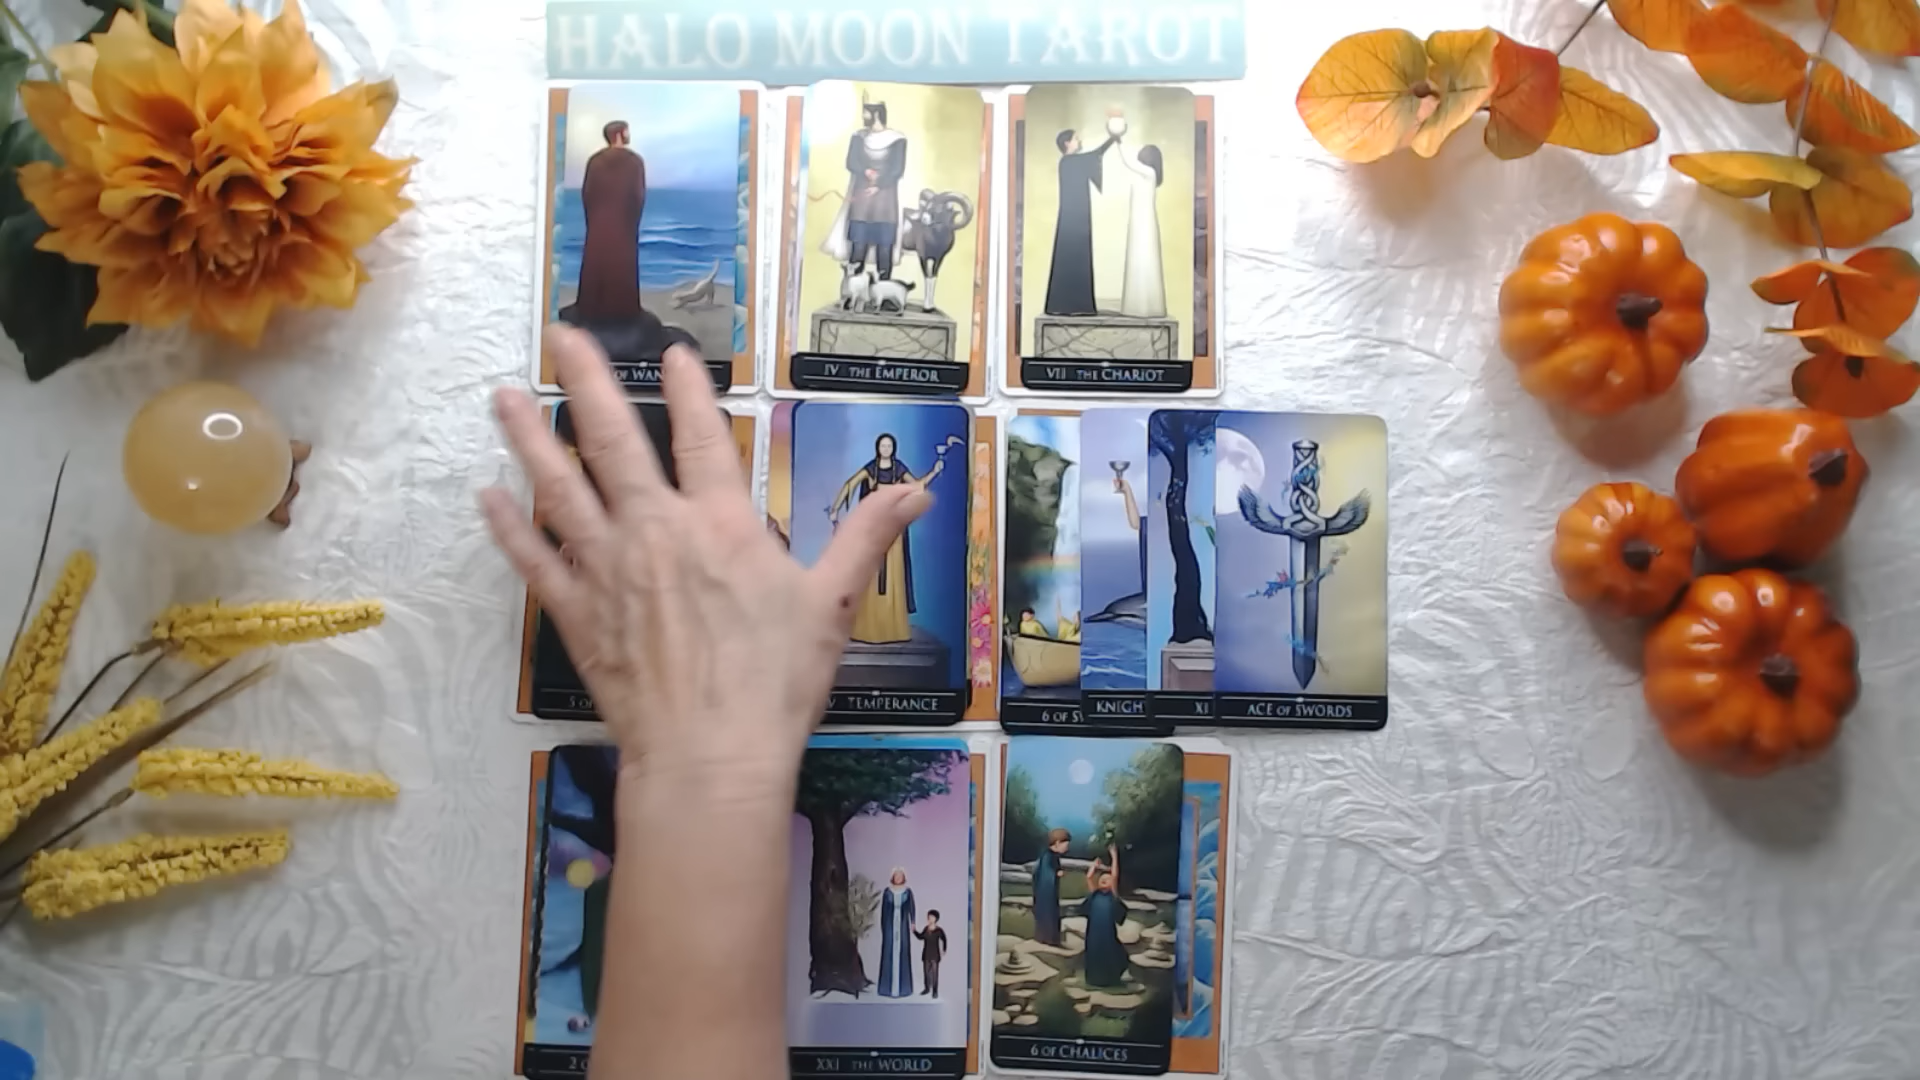 HALO MOON TAROT
OF WAN
IV THE EMPEROR
VII THE CHARIOT
5 O
V TEMPERANCE
6 OF S
KNIGH
XI
ACE OF SWORDS
2
XXI THE WORLD
6 OF CHALICES